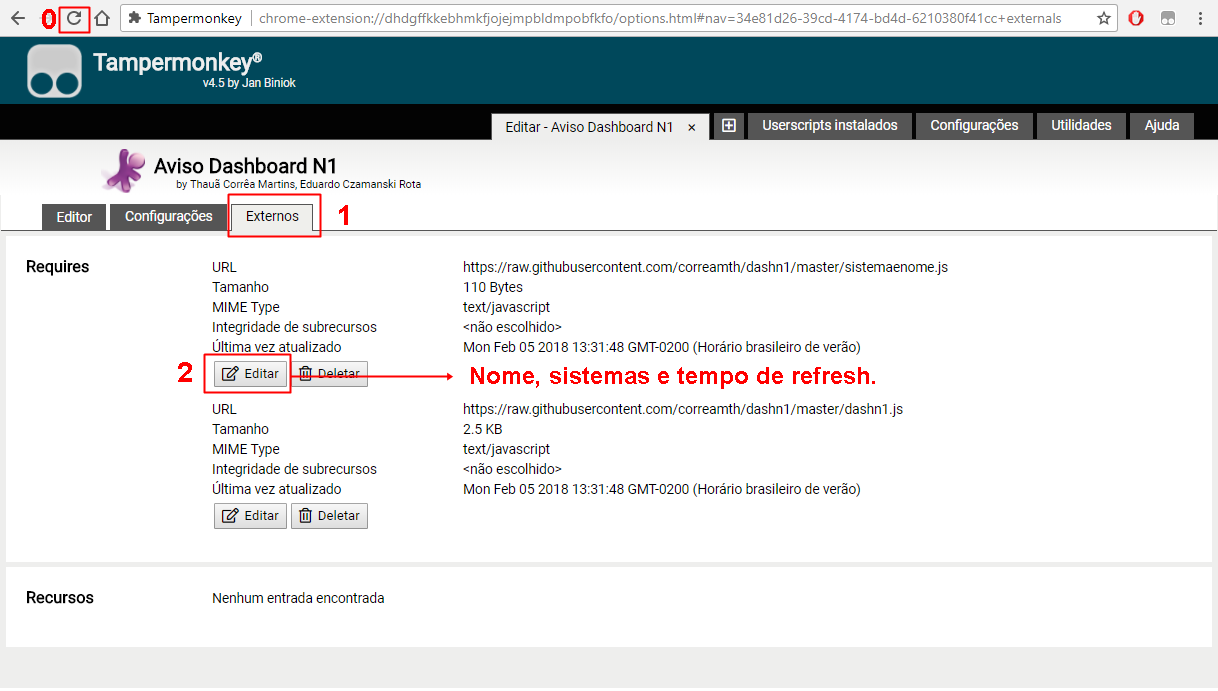 0 Tampermonkey chrome-extension://dhdgffkkebhmkfjojejmpbldmpobfkfo/options.html#nav=34e81d26-39cd-4174-bd4d-6210380f41cc+externals
Tampermonkey®
v4.5 by Jan Biniok
Editar - Aviso Dashboard N1 × Userscripts instalados Configurações Utilidades Ajuda
Aviso Dashboard N1
by Thauã Corrêa Martins, Eduardo Czamanski Rota
Editor Configurações Externos 1
Requires URL https://raw.githubusercontent.com/correamth/dashn1/master/sistemaenome.js
Tamanho 110 Bytes
MIME Type text/javascript
Integridade de subrecursos <não escolhido>
Última vez atualizado Mon Feb 05 2018 13:31:48 GMT-0200 (Horário brasileiro de verão)
2 Editar Deletar Nome, sistemas e tempo de refresh.
URL https://raw.githubusercontent.com/correamth/dashn1/master/dashn1.js
Tamanho 2.5 KB
MIME Type text/javascript
Integridade de subrecursos <não escolhido>
Última vez atualizado Mon Feb 05 2018 13:31:48 GMT-0200 (Horário brasileiro de verão)
Editar Deletar
Recursos Nenhum entrada encontrada